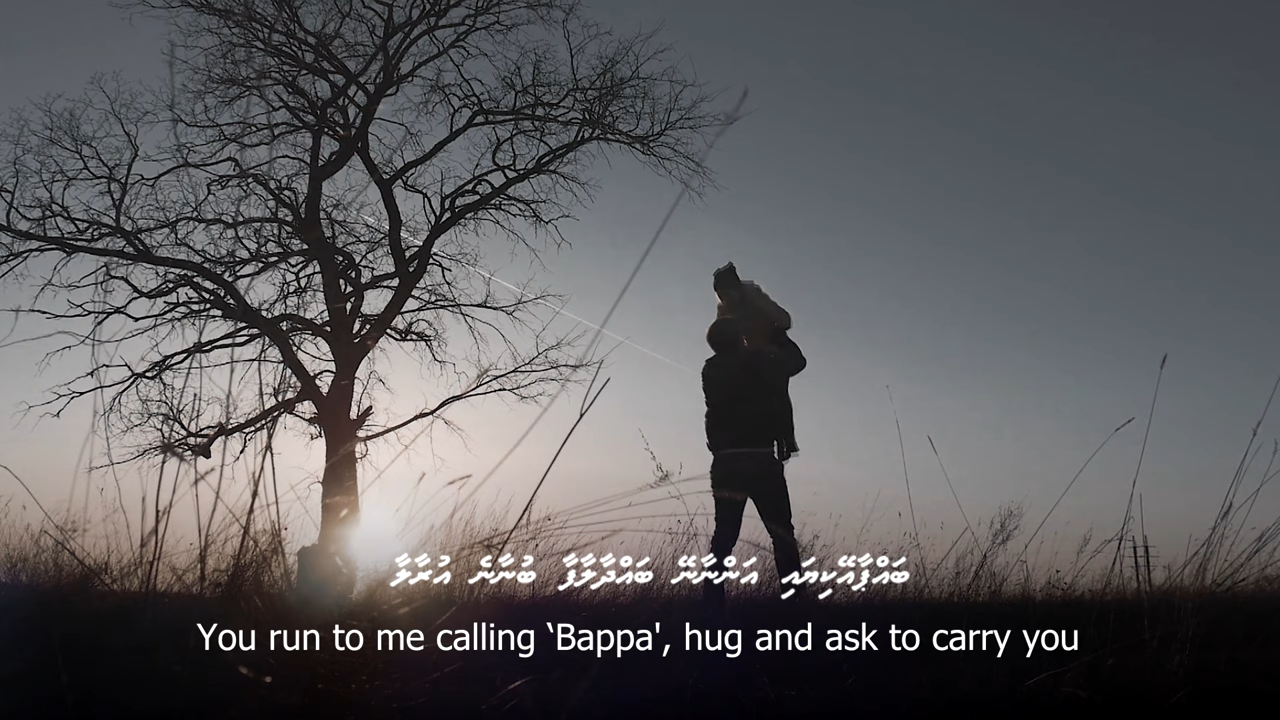 ބައްޕާއޭކިޔައި އަންނާނޭ ބައްދާލާފާ ބުނާނެ އުރާލާ
You run to me calling ‘Bappa', hug and ask to carry you